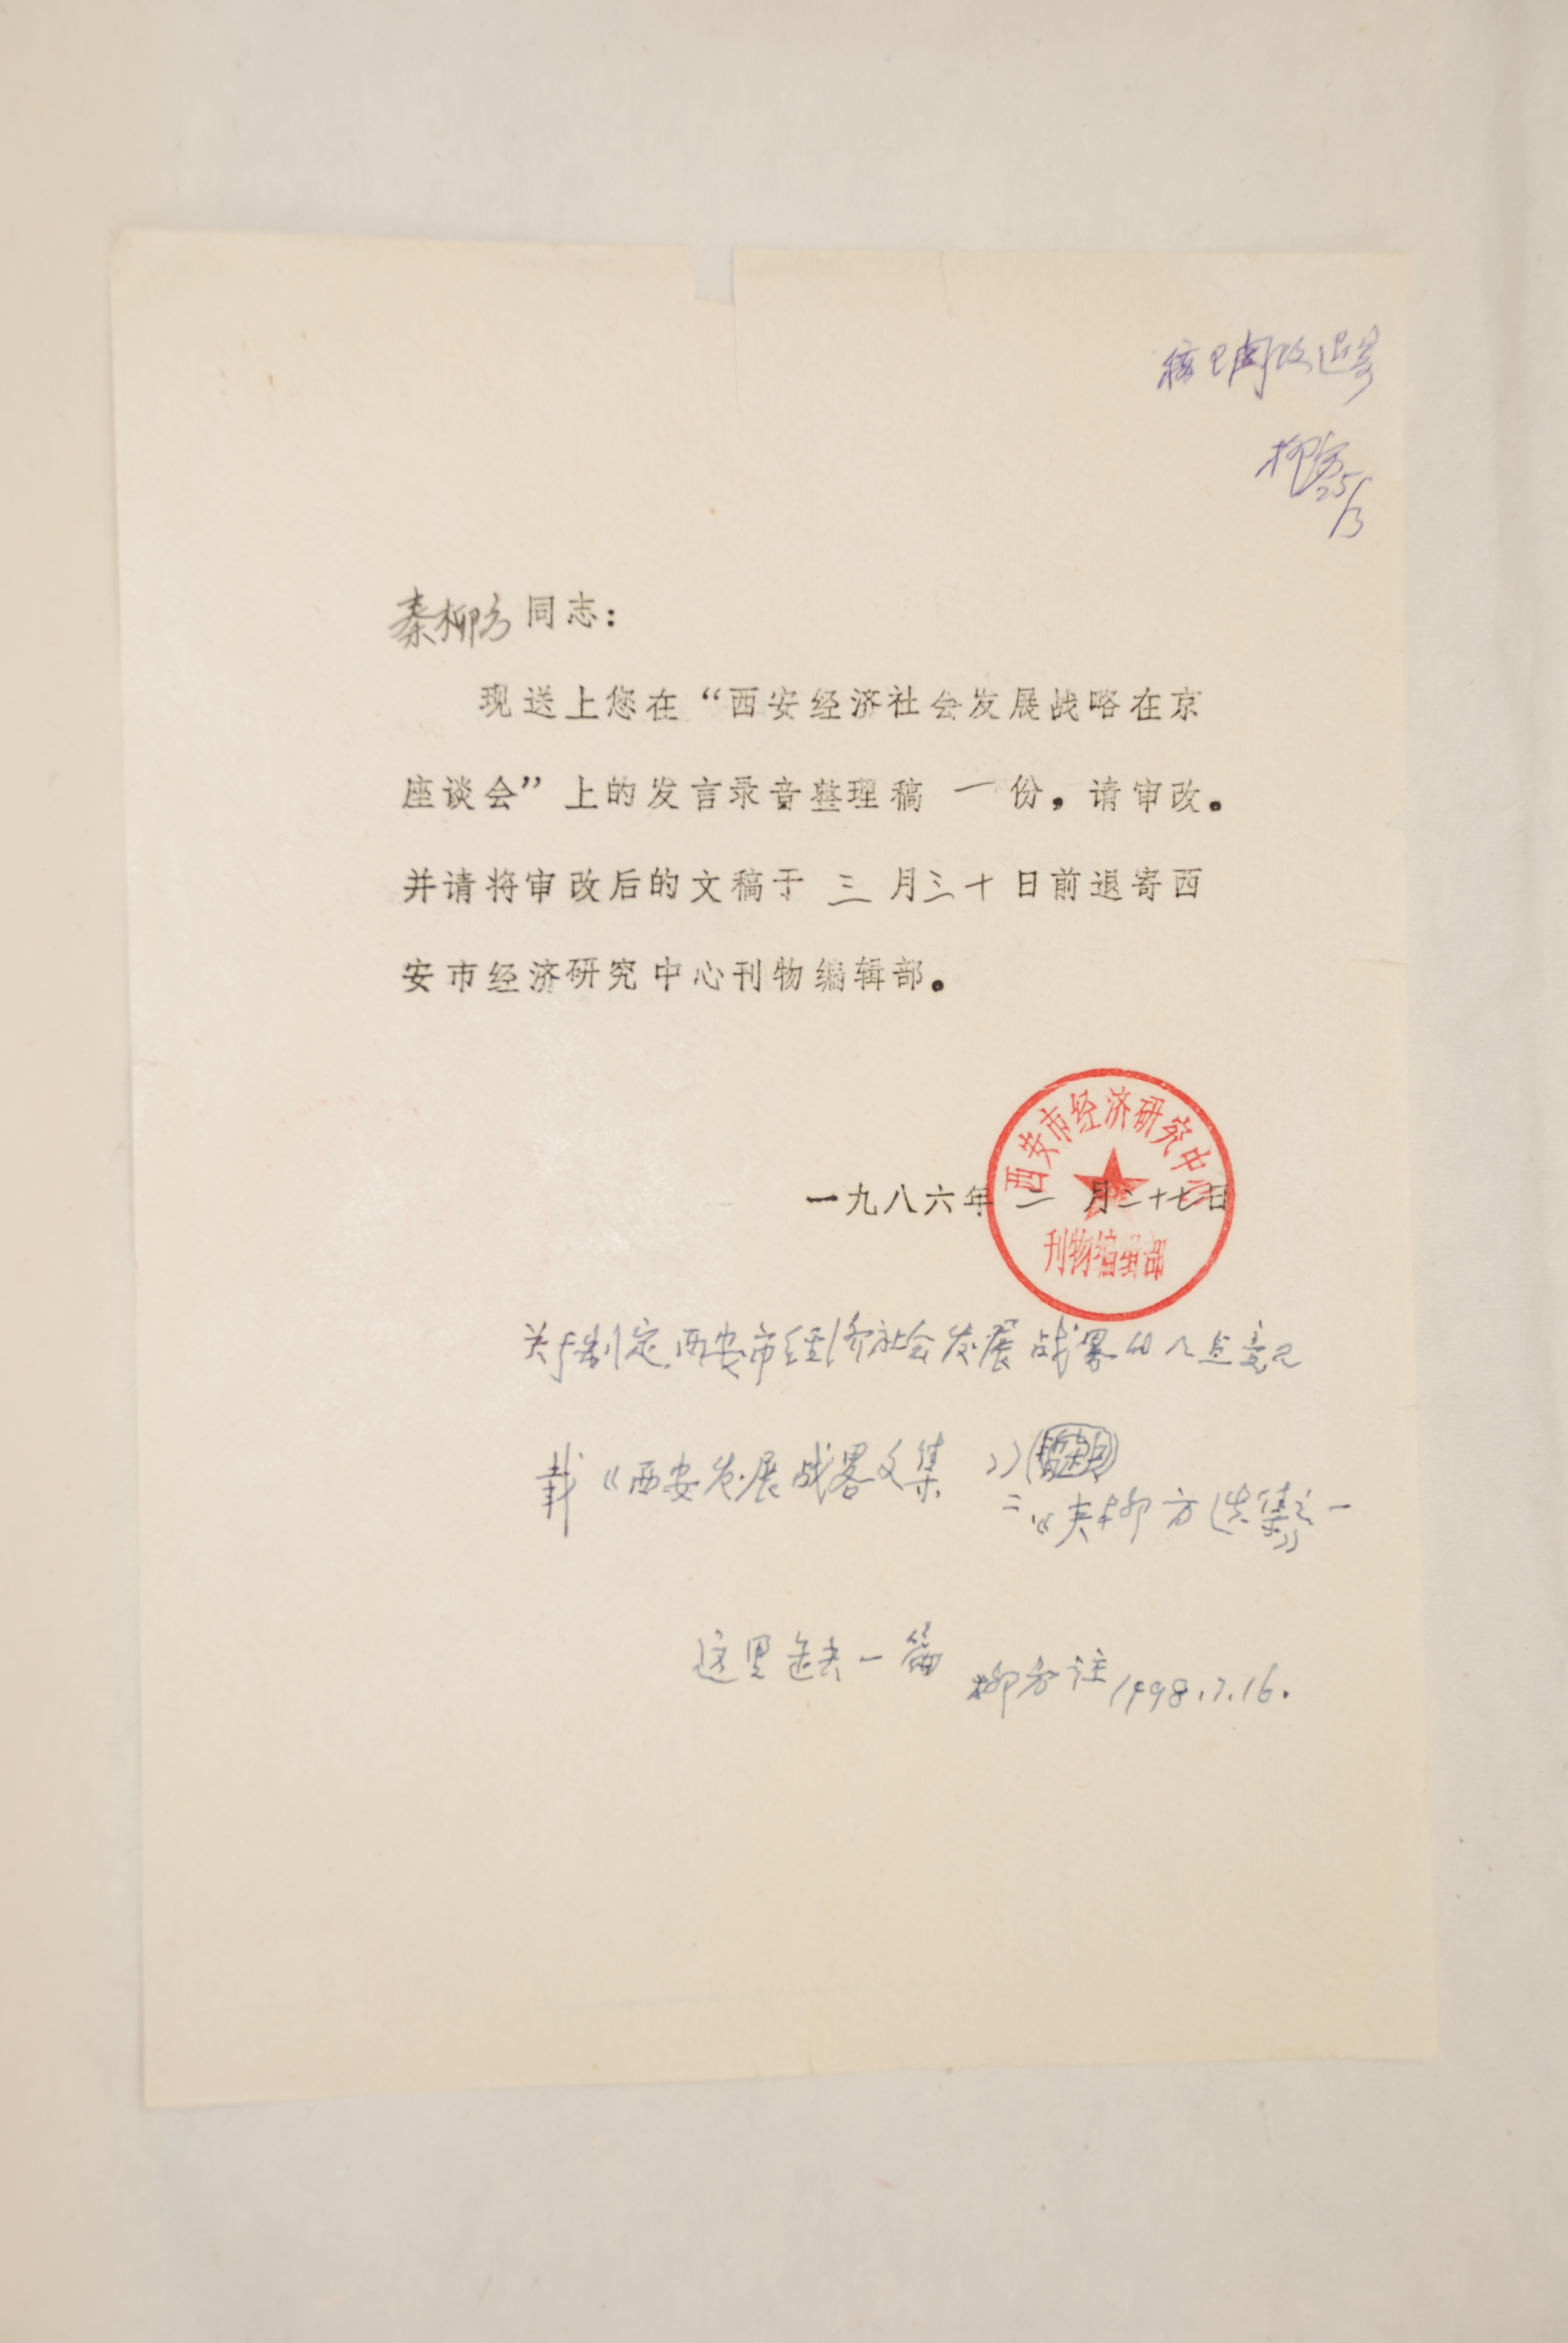 稿已阅改退寄
柳方
25/3
秦柳方同志:
现送上您在“西安经济社会发展战略在京
座谈会”上的发言录音整理稿 一份,请审改。
并请将审改后的文稿于 三 月三十日前退寄西
安市经济研究中心刊物编辑部。
西安市经济研究中心
一九八六年 二 月二十七日
刊物编辑部
关于制定西安市经济社会发展战略的几点意见
载《西安发展战略文集》
《秦柳方选集》
这里缺一篇 柳方注 1998.7.16.